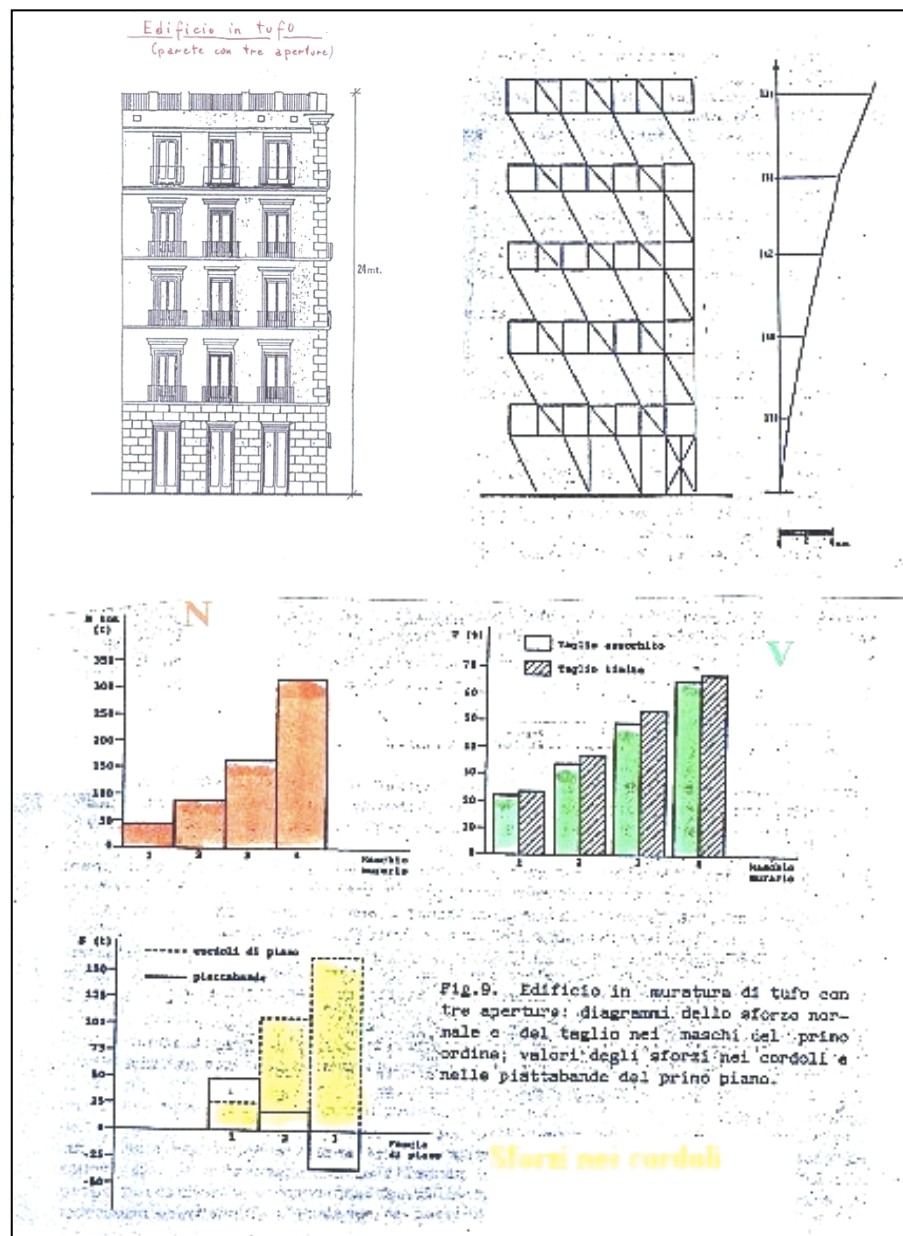 Edificio in tufo
(parete con tre aperture)
24mt.
N
(t)
350
300
250
200
150
100
50
0
1
2
3
4
Maschio
murario
V
V (t)
Taglio assorbito
Taglio limite
70
60
50
40
30
20
10
0
1
2
3
4
Maschio
murario
S (t)
cordoli di piano
piattabande
150
125
100
75
50
25
0
-25
-50
1
2
3
di piano
Fig.9. Edificio in muratura di tufo con
tre aperture: diagrammi dello sforzo nor-
male e del taglio nei maschi del primo
ordine; valori degli sforzi nei cordoli e
nelle piattabande del primo piano.
Sforzi nei cordoli